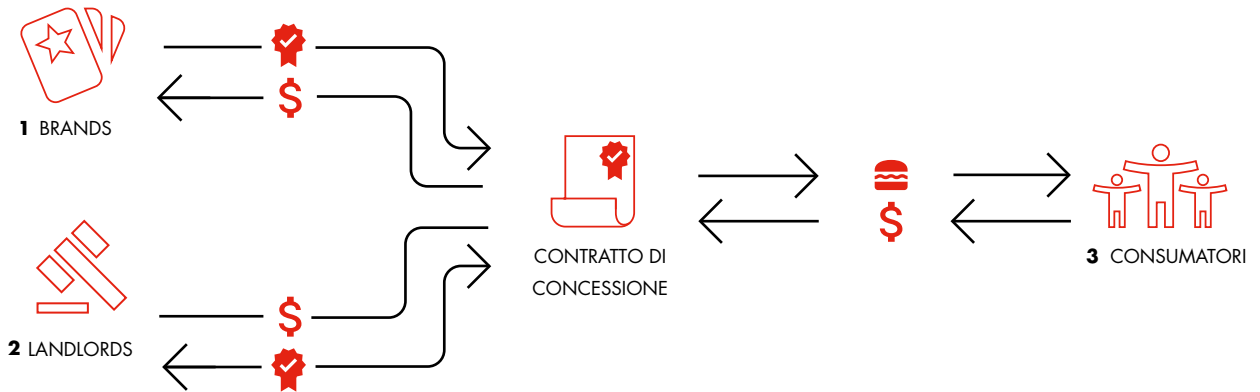 1 BRANDS
$
CONTRATTO DI
CONCESSIONE
$
3 CONSUMATORI
$
2 LANDLORDS